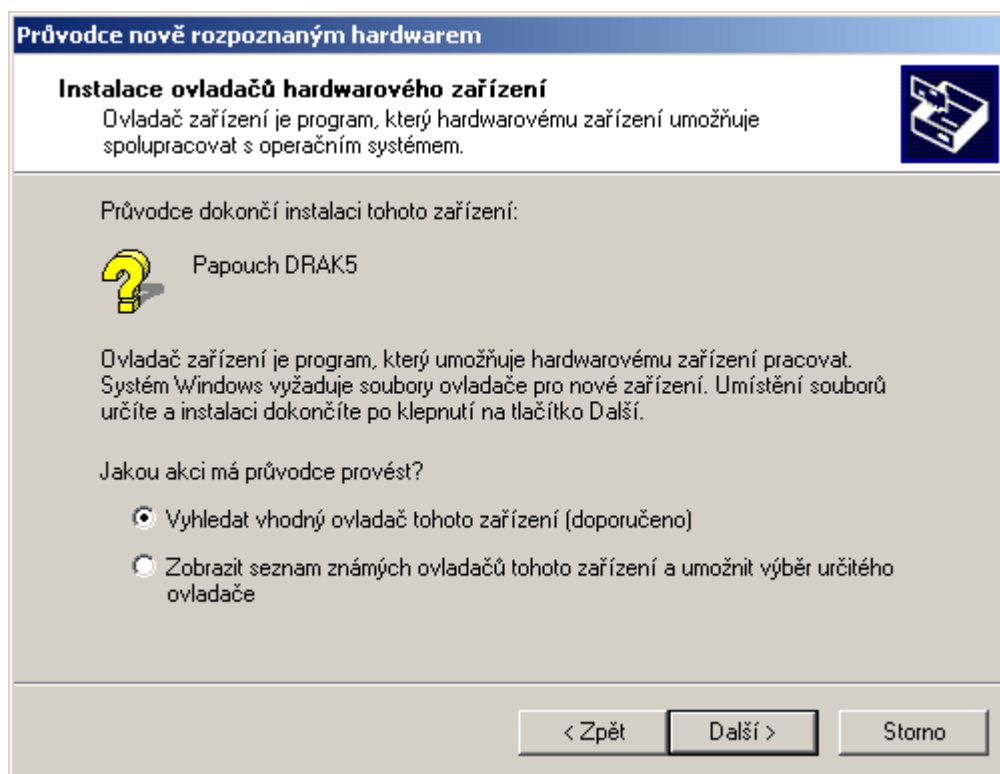 Průvodce nově rozpoznaným hardwarem
Instalace ovladačů hardwarového zařízení
Ovladač zařízení je program, který hardwarovému zařízení umožňuje
spolupracovat s operačním systémem.
Průvodce dokončí instalaci tohoto zařízení:
Papouch DRAK5
Ovladač zařízení je program, který umožňuje hardwarovému zařízení pracovat.
Systém Windows vyžaduje soubory ovladače pro nové zařízení. Umístění souborů
určíte a instalaci dokončíte po klepnutí na tlačítko Další.
Jakou akci má průvodce provést?
Vyhledat vhodný ovladač tohoto zařízení (doporučeno)
Zobrazit seznam známých ovladačů tohoto zařízení a umožnit výběr určitého
ovladače
< Zpět
Další >
Storno